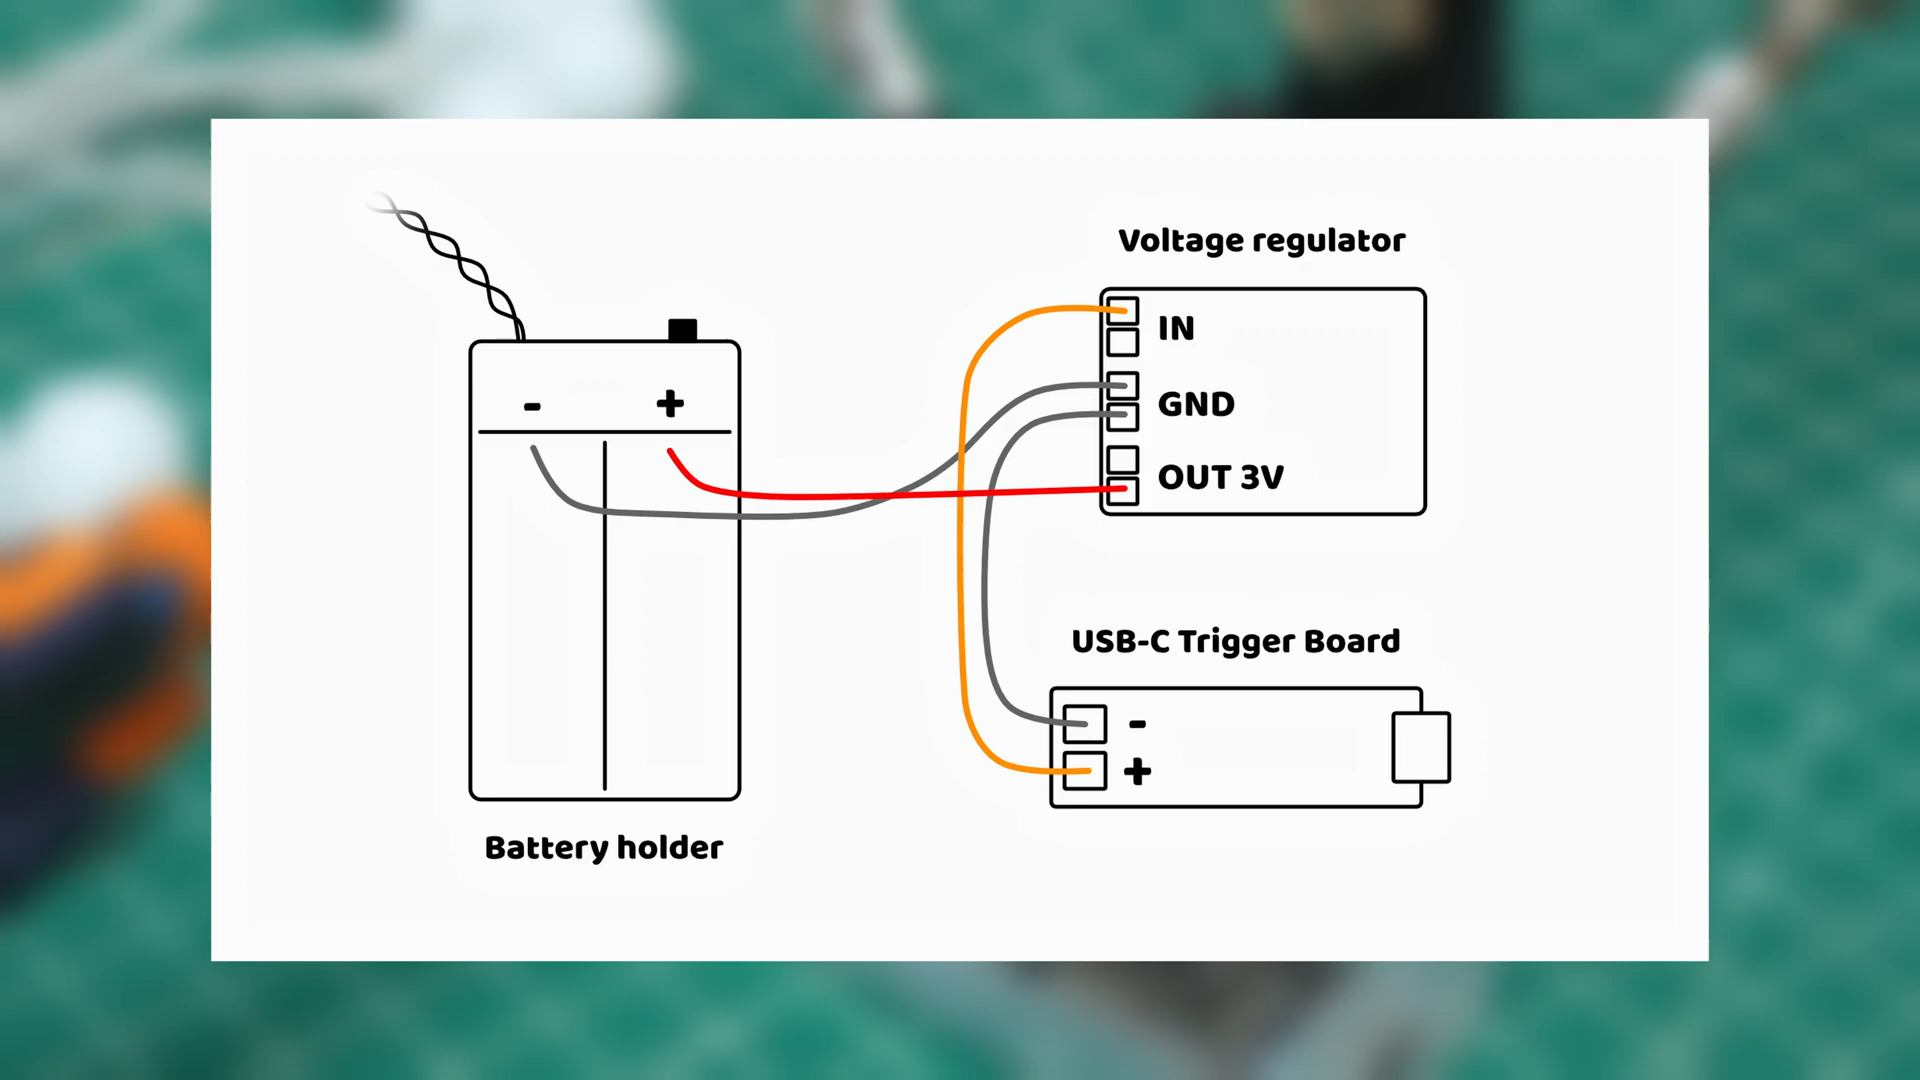 Voltage regulator
IN
- +
GND
OUT 3V
USB-C Trigger Board
-
+
Battery holder